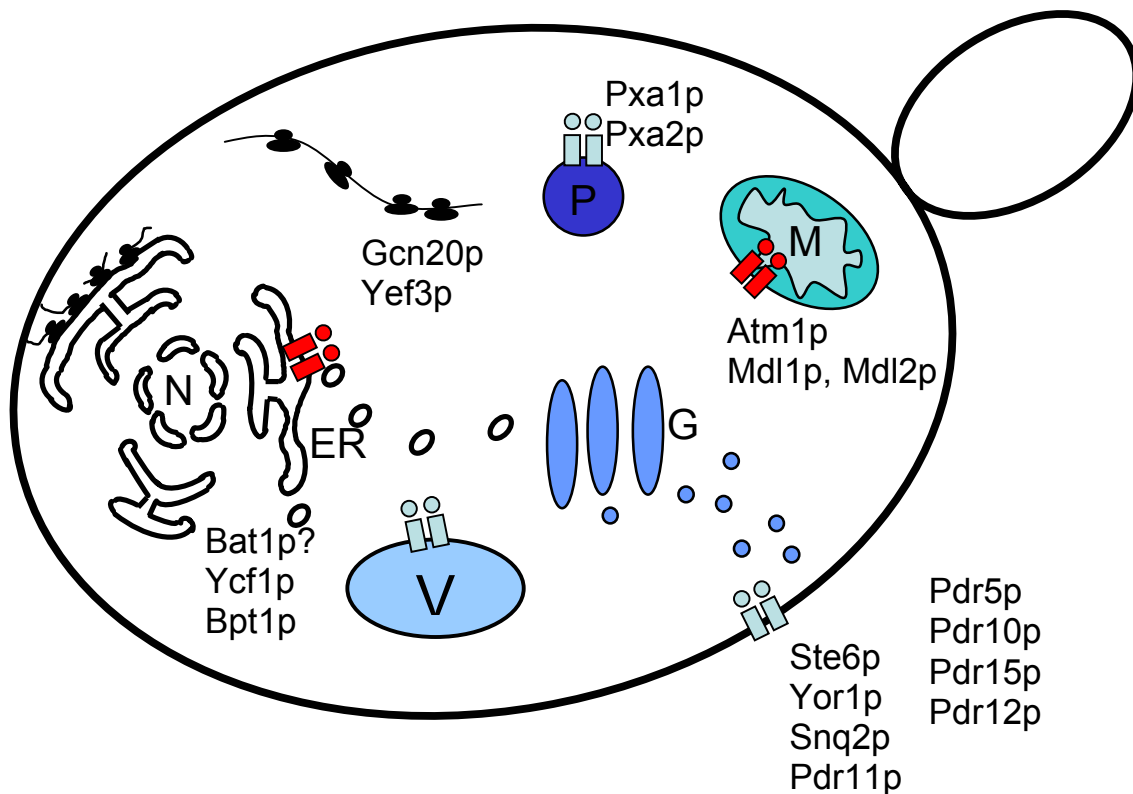 Pxa1p
Pxa2p
P
M
Gcn20p
Yef3p
Atm1p
Mdl1p, Mdl2p
N
ER
G
Bat1p?
Ycf1p
Bpt1p
V
Ste6p
Yor1p
Snq2p
Pdr11p
Pdr5p
Pdr10p
Pdr15p
Pdr12p